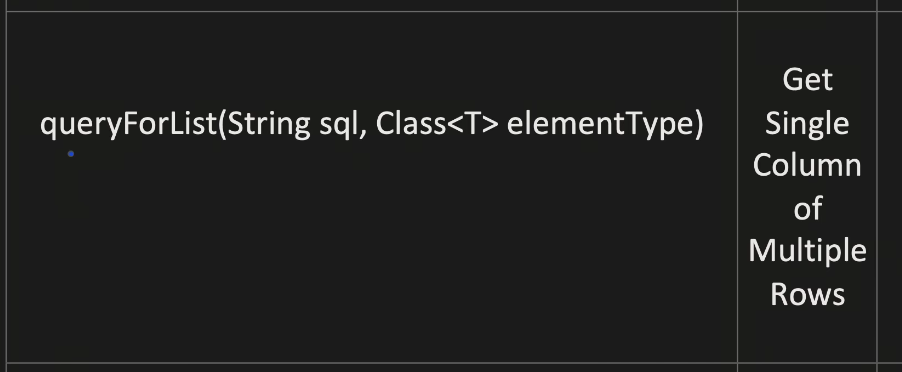 queryForList(String sql, Class<T> elementType)
Get
Single
Column
of
Multiple
Rows